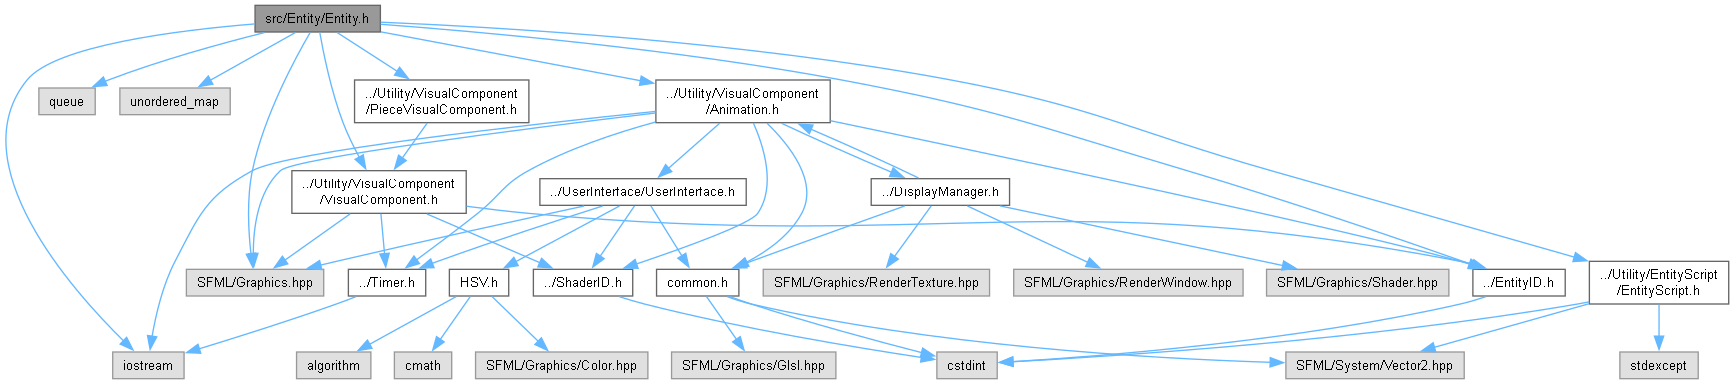 src/Entity/Entity.h
queue
unordered_map
../Utility/VisualComponent
/PieceVisualComponent.h
../Utility/VisualComponent
/Animation.h
../Utility/VisualComponent
/VisualComponent.h
../UserInterface/UserInterface.h
../DisplayManager.h
SFML/Graphics.hpp
../Timer.h
HSV.h
../ShaderID.h
common.h
SFML/Graphics/RenderTexture.hpp
SFML/Graphics/RenderWindow.hpp
SFML/Graphics/Shader.hpp
../EntityID.h
../Utility/EntityScript
/EntityScript.h
iostream
algorithm
cmath
SFML/Graphics/Color.hpp
SFML/Graphics/Glsl.hpp
cstdint
SFML/System/Vector2.hpp
stdexcept